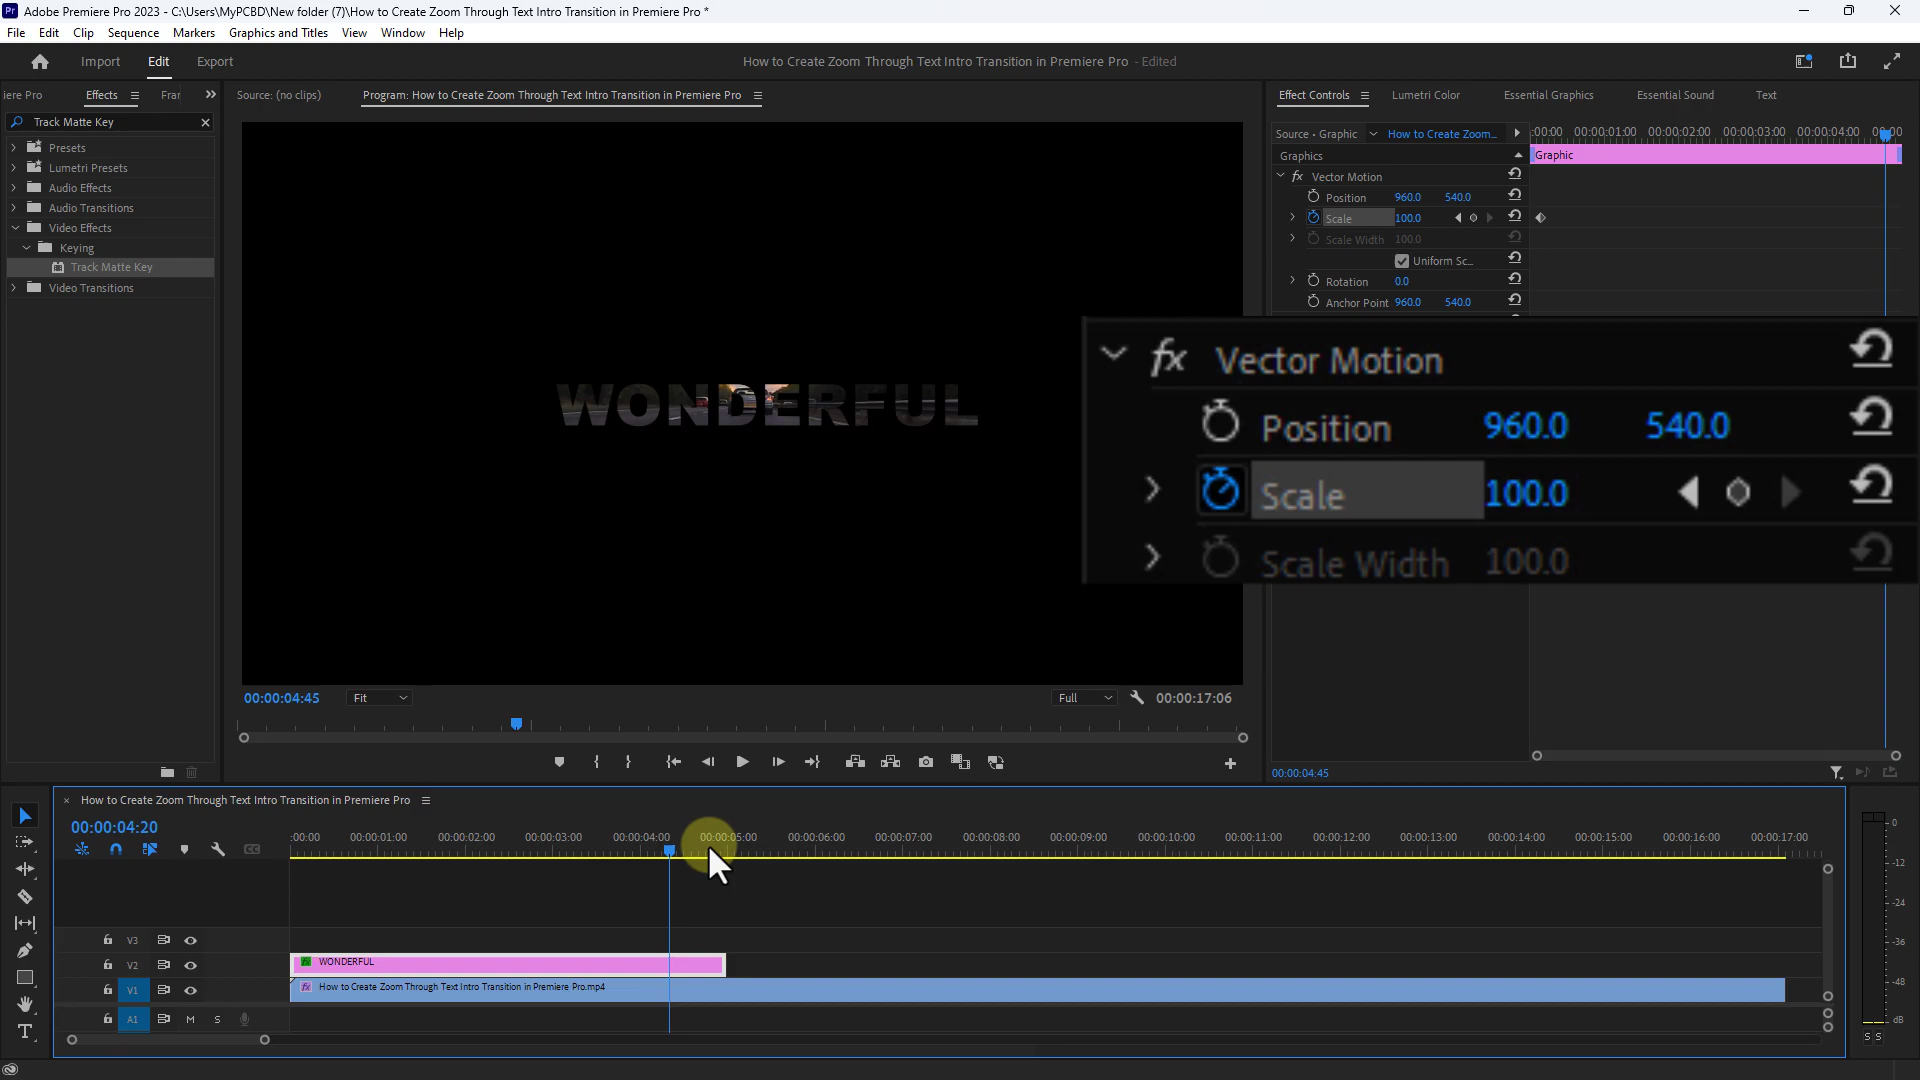 Adobe Premiere Pro 2023 - C:\Users\MyPCBD\New folder (7)\How to Create Zoom Through Text Intro Transition in Premiere Pro *
File Edit Clip Sequence Markers Graphics and Titles View Window Help
Import Edit Export
How to Create Zoom Through Text Intro Transition in Premiere Pro - Edited
iere Pro Effects Frar
Source: (no clips) Program: How to Create Zoom Through Text Intro Transition in Premiere Pro
Effect Controls Lumetri Color Essential Graphics Essential Sound Text
Track Matte Key
Presets
Lumetri Presets
Audio Effects
Audio Transitions
Video Effects
Keying
Track Matte Key
Video Transitions
WONDERFUL
Source • Graphic How to Create Zoom...
:00:00 00:00:01:00 00:00:02:00 00:00:03:00 00:00:04:00
Graphics
Graphic
fx Vector Motion
Position 960.0 540.0
Scale 100.0
Scale Width 100.0
Uniform Sc...
Rotation 0.0
Anchor Point 960.0 540.0
fx Vector Motion
Position 960.0 540.0
Scale 100.0
Scale Width 100.0
00:00:04:45 Fit Full 00:00:17:06
00:00:04:45
How to Create Zoom Through Text Intro Transition in Premiere Pro
00:00:04:20
:00:00 00:00:01:00 00:00:02:00 00:00:03:00 00:00:04:00 00:00:05:00 00:00:06:00 00:00:07:00 00:00:08:00 00:00:09:00 00:00:10:00 00:00:11:00 00:00:12:00 00:00:13:00 00:00:14:00 00:00:15:00 00:00:16:00 00:00:17:00
V3
V2 fx WONDERFUL
V1 fx How to Create Zoom Through Text Intro Transition in Premiere Pro.mp4
A1 M S
0
-12
-24
-36
-48
dB
S S